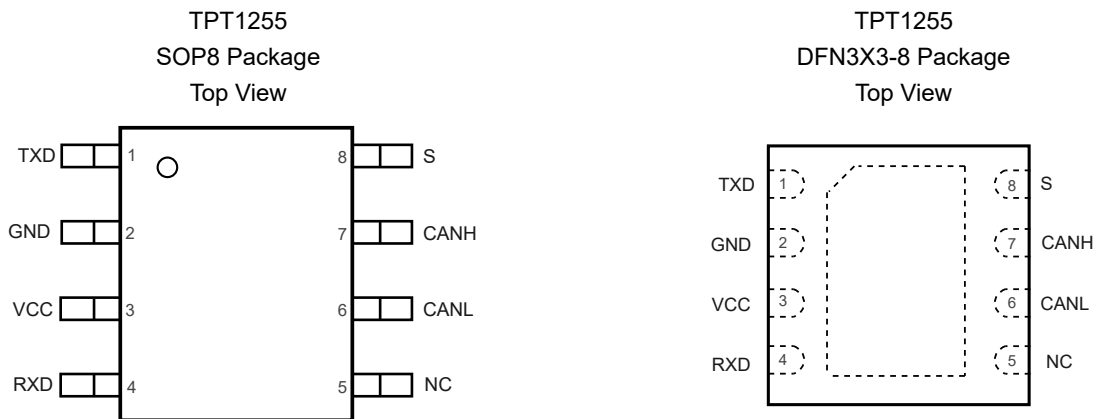 TPT1255
SOP8 Package
Top View
TXD 1 8 S
GND 2 7 CANH
VCC 3 6 CANL
RXD 4 5 NC
TPT1255
DFN3X3-8 Package
Top View
TXD 1 8 S
GND 2 7 CANH
VCC 3 6 CANL
RXD 4 5 NC